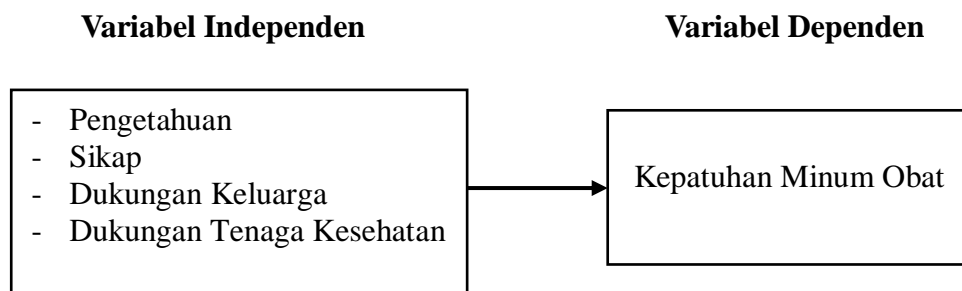 Variabel Independen
Variabel Dependen
- Pengetahuan
- Sikap
- Dukungan Keluarga
- Dukungan Tenaga Kesehatan
Kepatuhan Minum Obat